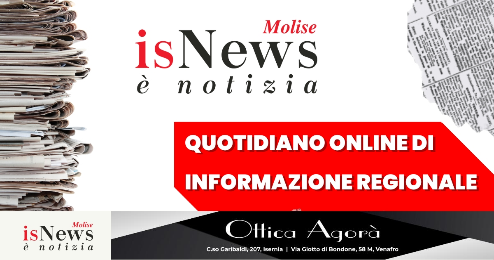 Molise
isNews
è notizia
QUOTIDIANO ONLINE DI
INFORMAZIONE REGIONALE
Molise
isNews
è notizia
Ottica Agorà
C.so Garibaldi, 207, Isernia | Via Giotto di Bondone, 58 M, Venafro